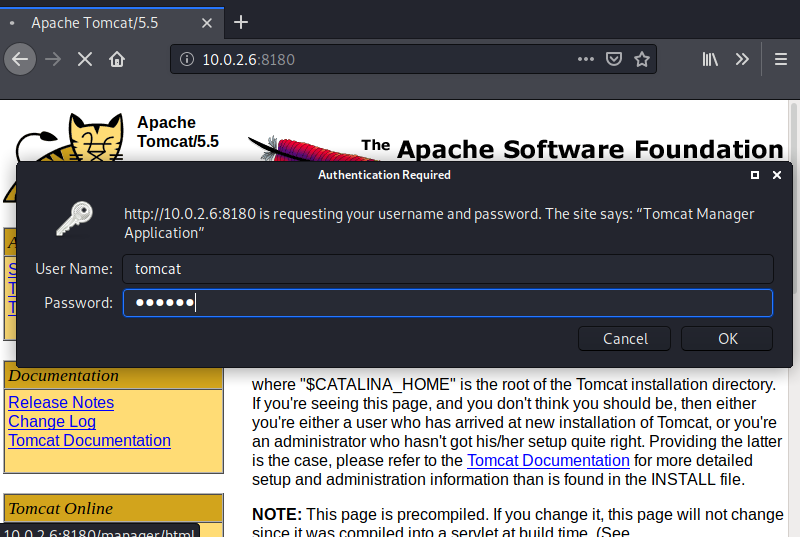 Apache Tomcat/5.5
10.0.2.6:8180
Apache
Tomcat/5.5
The Apache Software Foundation
Authentication Required
http://10.0.2.6:8180 is requesting your username and password. The site says: “Tomcat Manager
Application”
User Name: tomcat
Password: ●●●●●●
Cancel OK
Documentation
Release Notes
Change Log
Tomcat Documentation
Tomcat Online
where "$CATALINA_HOME" is the root of the Tomcat installation directory.
If you're seeing this page, and you don't think you should be, then either
you're either a user who has arrived at new installation of Tomcat, or you're
an administrator who hasn't got his/her setup quite right. Providing the latter
is the case, please refer to the Tomcat Documentation for more detailed
setup and administration information than is found in the INSTALL file.
NOTE: This page is precompiled. If you change it, this page will not change
since it was compiled into a servlet at build time. (See
10.0.2.6:8180/manager/html